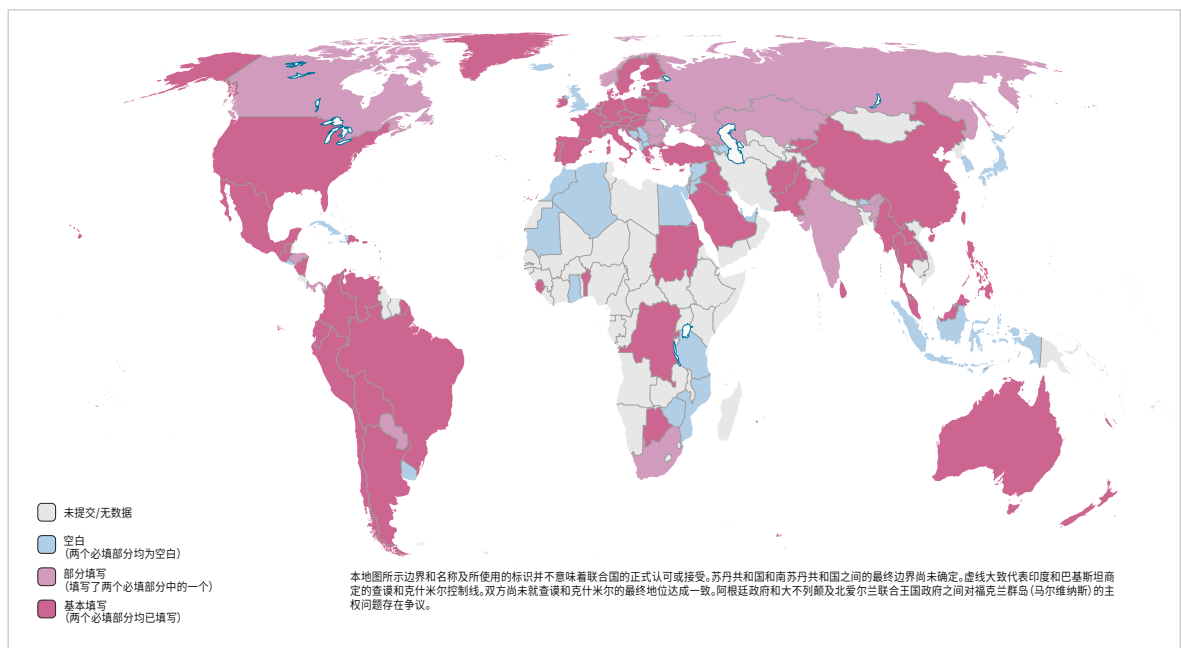 未提交/无数据
空白
(两个必填部分均为空白)
部分填写
(填写了两个必填部分中的一个)
基本填写
(两个必填部分均已填写)
本地图所示边界和名称及所使用的标识并不意味着联合国的正式认可或接受。苏丹共和国和南苏丹共和国之间的最终边界尚未确定。虚线大致代表印度和巴基斯坦商
定的查谟和克什米尔控制线。双方尚未就查谟和克什米尔的最终地位达成一致。阿根廷政府和大不列颠及北爱尔兰联合王国政府之间对福克兰群岛(马尔维纳斯)的主
权问题存在争议。